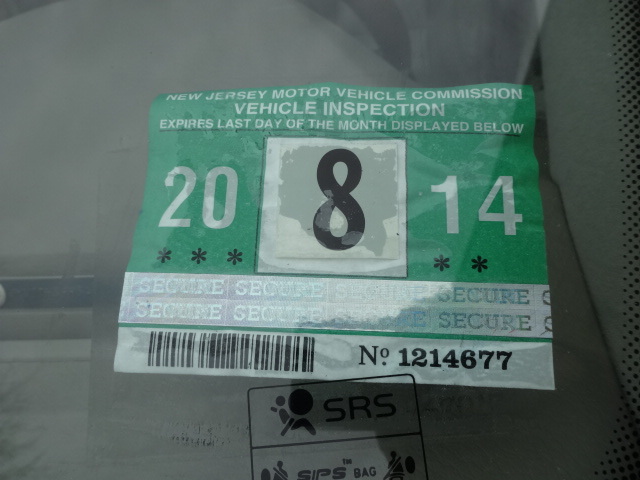 NEW JERSEY MOTOR VEHICLE COMMISSION
VEHICLE INSPECTION
EXPIRES LAST DAY OF THE MONTH DISPLAYED BELOW
20 8 14
*** **
SECURE SECURE SECURE SECURE
SECURE SECURE SECURE SECURE
Nº 1214677
SRS
SIPS™ BAG